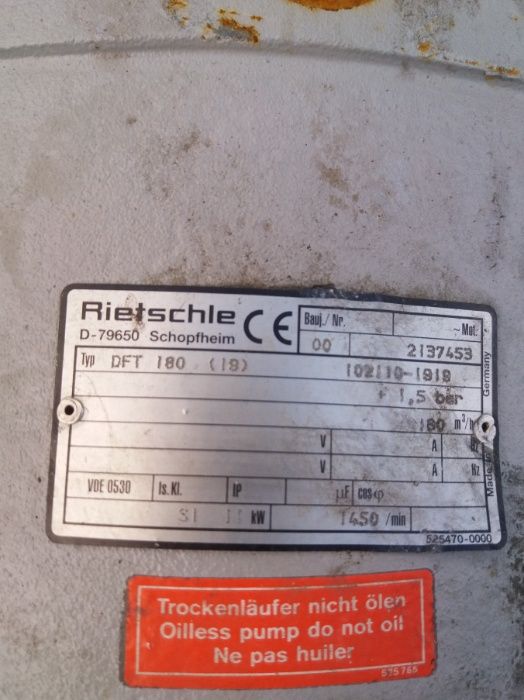 Rietschle
D-79650 Schopfheim
CE
Bauj./ Nr. ~Mot.
00 2137453
Typ DFT 180 (19) 102110-1919
+ 1,5 bar
180 m³/h
V A Hz
V A Hz
VDE 0530 Is. Kl. IP µF cosφ
S1 11 kW 1450 /min
525470-0000
Made in Germany
Trockenläufer nicht ölen
Oilless pump do not oil
Ne pas huiler